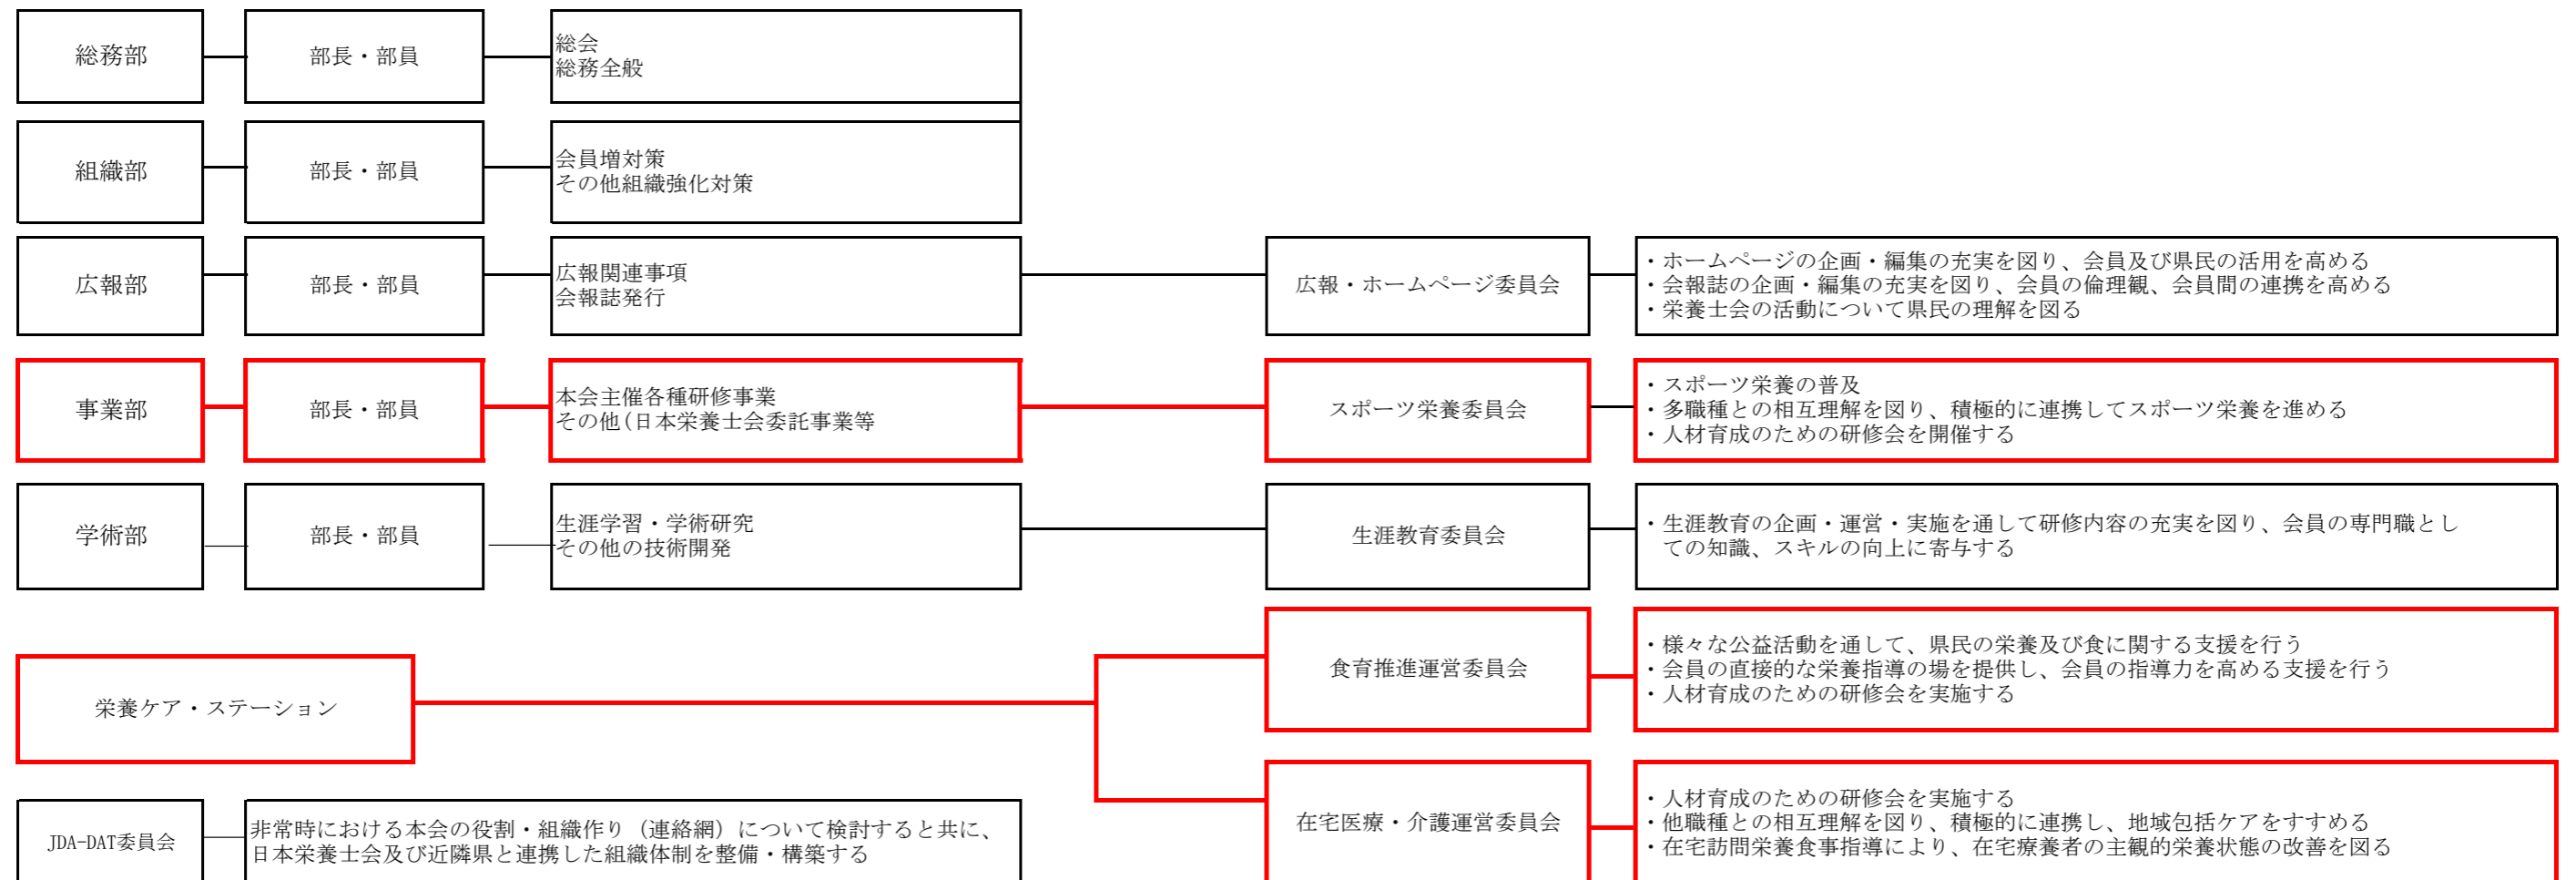 総務部
部長・部員
総会
総務全般
組織部
部長・部員
会員増対策
その他組織強化対策
広報部
部長・部員
広報関連事項
会報誌発行
広報・ホームページ委員会
・ホームページの企画・編集の充実を図り、会員及び県民の活用を高める
・会報誌の企画・編集の充実を図り、会員の倫理観、会員間の連携を高める
・栄養士会の活動について県民の理解を図る
事業部
部長・部員
本会主催各種研修事業
その他(日本栄養士会委託事業等
スポーツ栄養委員会
・スポーツ栄養の普及
・多職種との相互理解を図り、積極的に連携してスポーツ栄養を進める
・人材育成のための研修会を開催する
学術部
部長・部員
生涯学習・学術研究
その他の技術開発
生涯教育委員会
・生涯教育の企画・運営・実施を通して研修内容の充実を図り、会員の専門職とし
ての知識、スキルの向上に寄与する
栄養ケア・ステーション
食育推進運営委員会
・様々な公益活動を通して、県民の栄養及び食に関する支援を行う
・会員の直接的な栄養指導の場を提供し、会員の指導力を高める支援を行う
・人材育成のための研修会を実施する
在宅医療・介護運営委員会
・人材育成のための研修会を実施する
・他職種との相互理解を図り、積極的に連携し、地域包括ケアをすすめる
・在宅訪問栄養食事指導により、在宅療養者の主観的栄養状態の改善を図る
JDA-DAT委員会
非常時における本会の役割・組織作り（連絡網）について検討すると共に、
日本栄養士会及び近隣県と連携した組織体制を整備・構築する